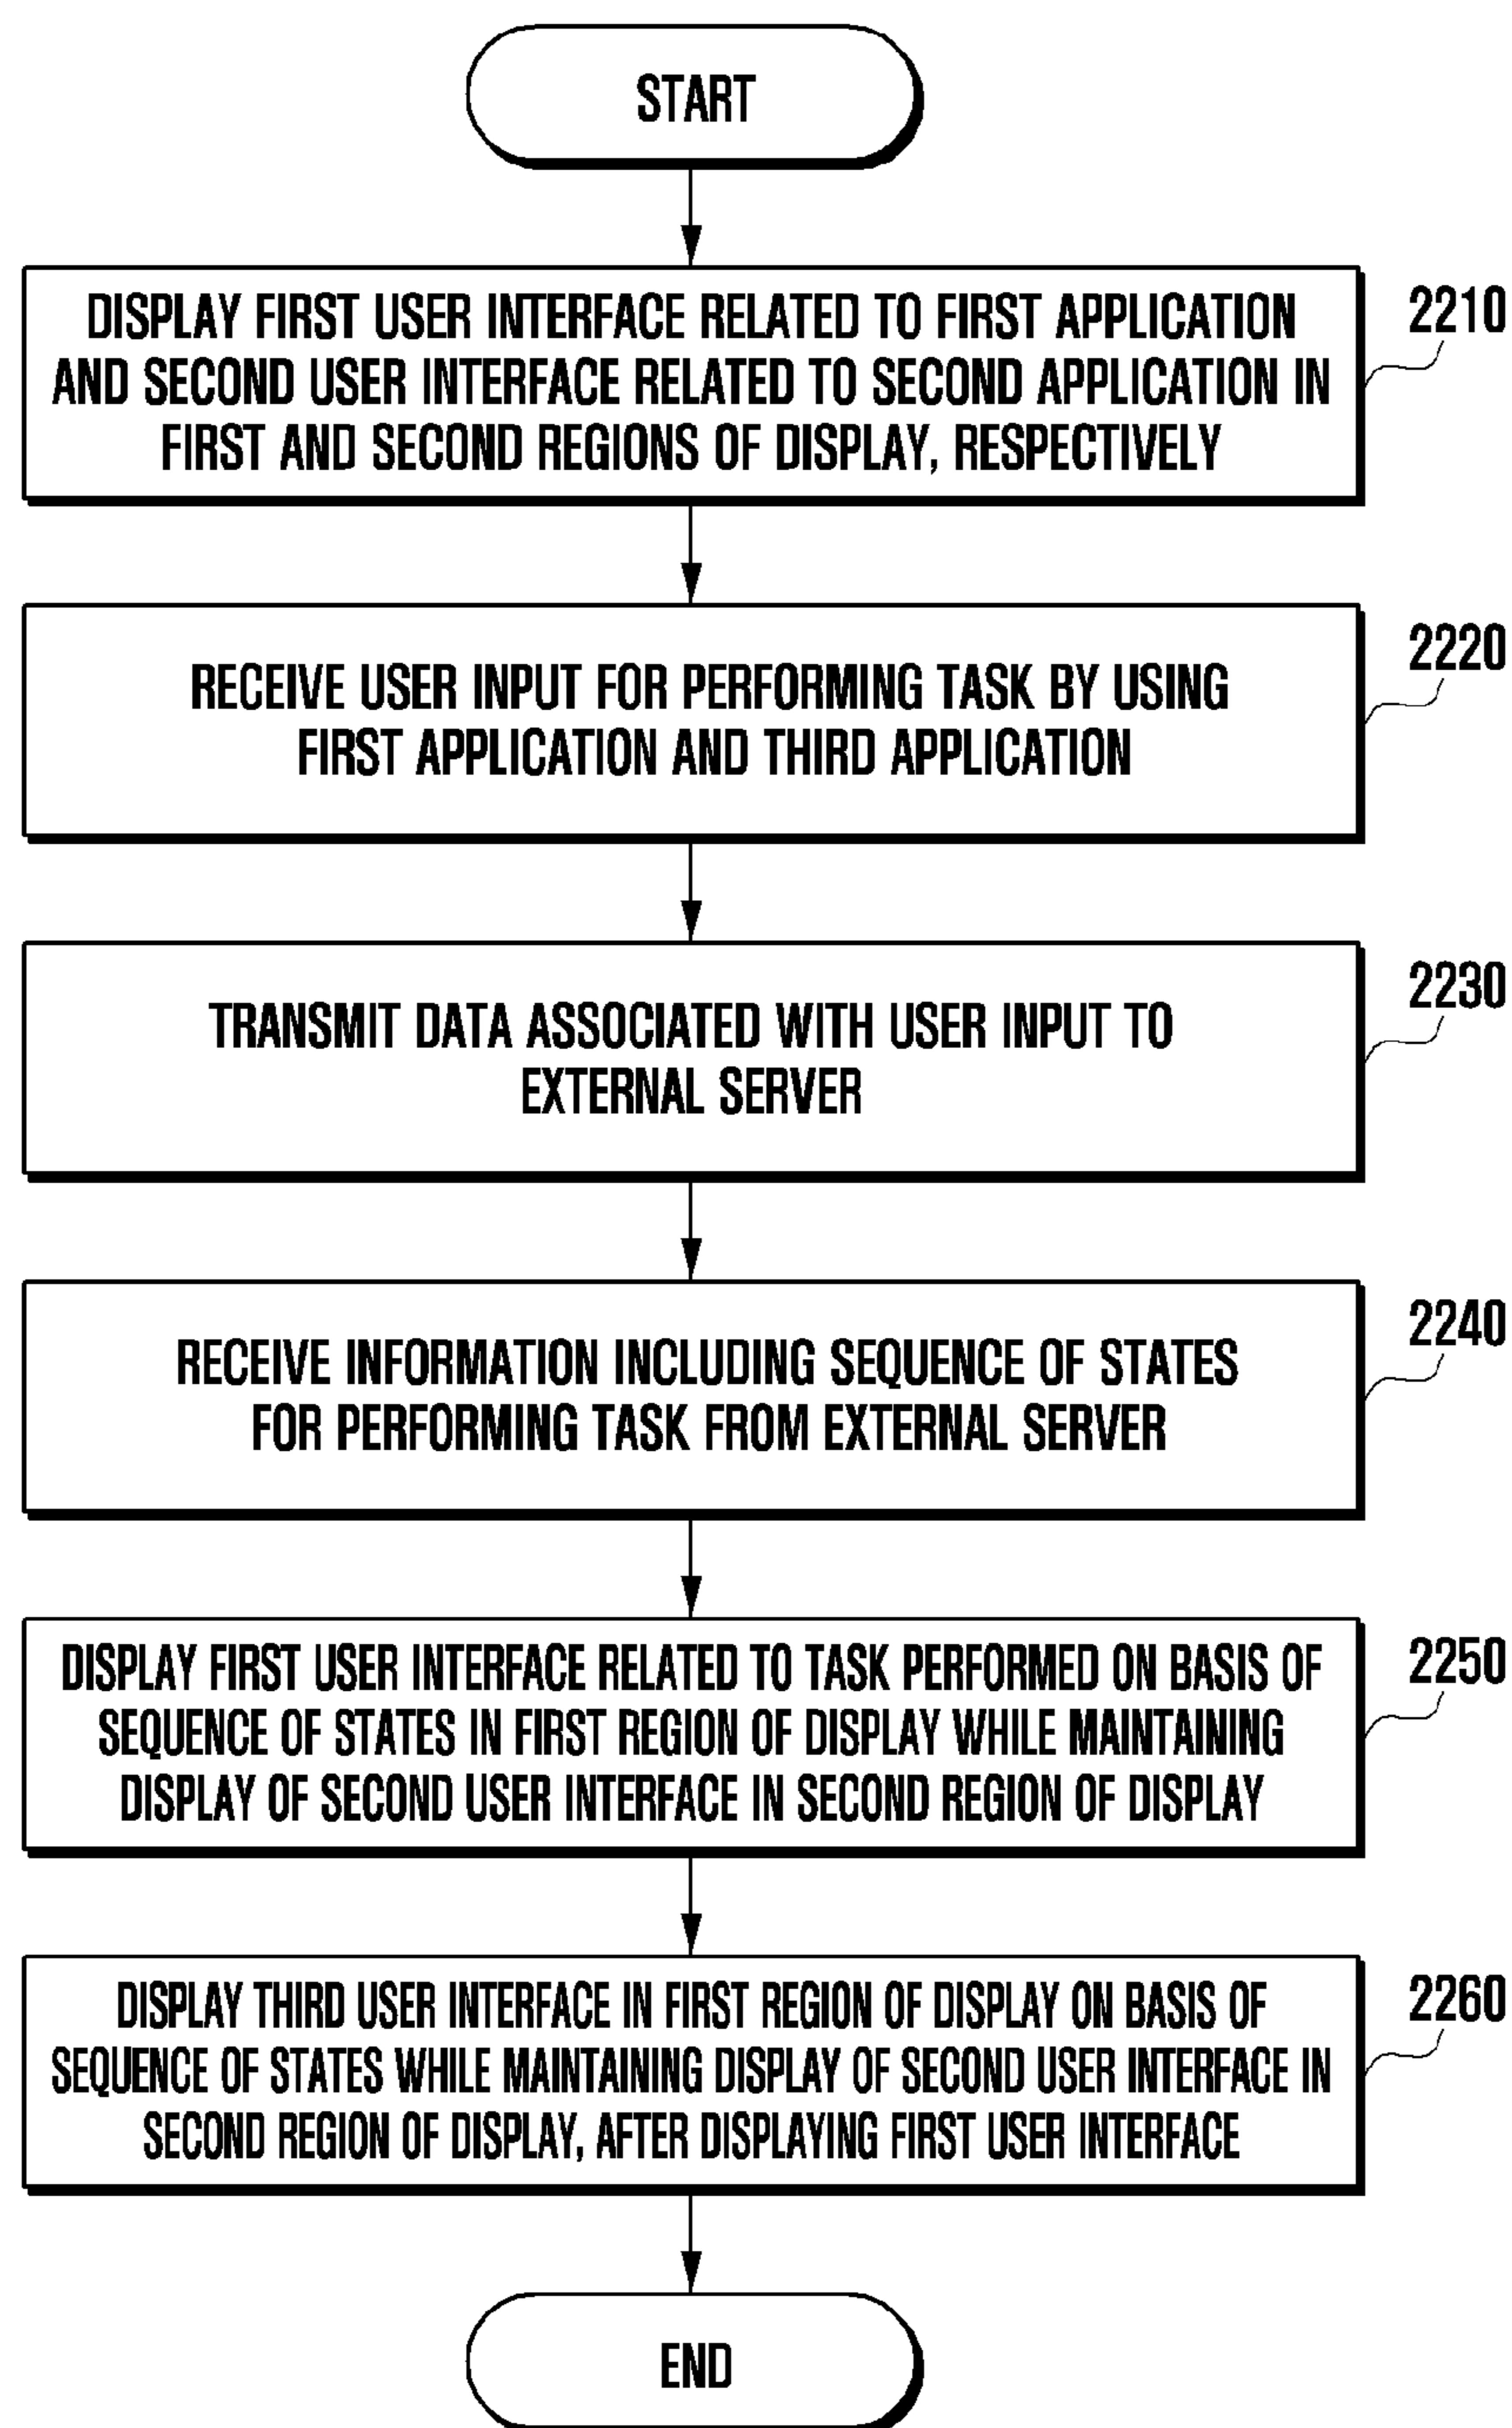 START
DISPLAY FIRST USER INTERFACE RELATED TO FIRST APPLICATION
AND SECOND USER INTERFACE RELATED TO SECOND APPLICATION IN
FIRST AND SECOND REGIONS OF DISPLAY, RESPECTIVELY
2210
RECEIVE USER INPUT FOR PERFORMING TASK BY USING
FIRST APPLICATION AND THIRD APPLICATION
2220
TRANSMIT DATA ASSOCIATED WITH USER INPUT TO
EXTERNAL SERVER
2230
RECEIVE INFORMATION INCLUDING SEQUENCE OF STATES
FOR PERFORMING TASK FROM EXTERNAL SERVER
2240
DISPLAY FIRST USER INTERFACE RELATED TO TASK PERFORMED ON BASIS OF
SEQUENCE OF STATES IN FIRST REGION OF DISPLAY WHILE MAINTAINING
DISPLAY OF SECOND USER INTERFACE IN SECOND REGION OF DISPLAY
2250
DISPLAY THIRD USER INTERFACE IN FIRST REGION OF DISPLAY ON BASIS OF
SEQUENCE OF STATES WHILE MAINTAINING DISPLAY OF SECOND USER INTERFACE IN
SECOND REGION OF DISPLAY, AFTER DISPLAYING FIRST USER INTERFACE
2260
END